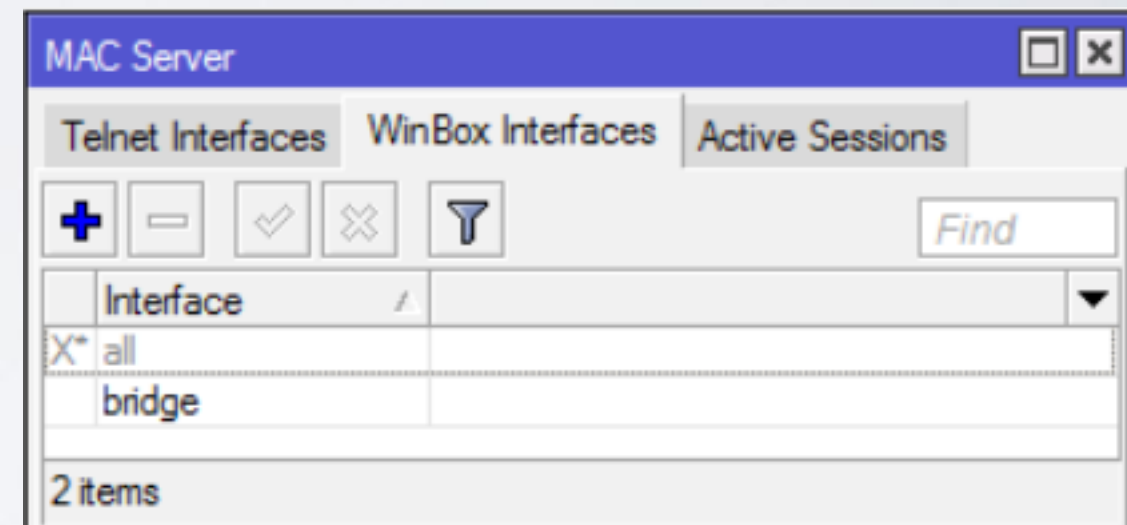 MAC Server
Telnet Interfaces WinBox Interfaces Active Sessions
Find
Interface
X* all
bridge
2 items